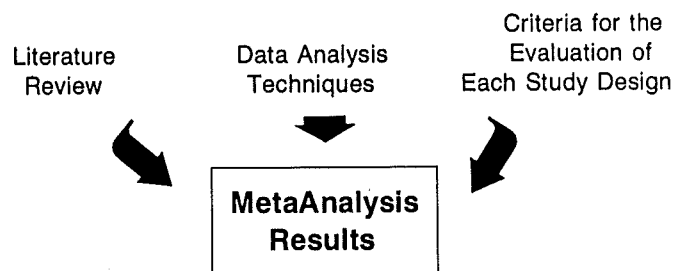 Literature
Review
Data Analysis
Techniques
Criteria for the
Evaluation of
Each Study Design
MetaAnalysis
Results